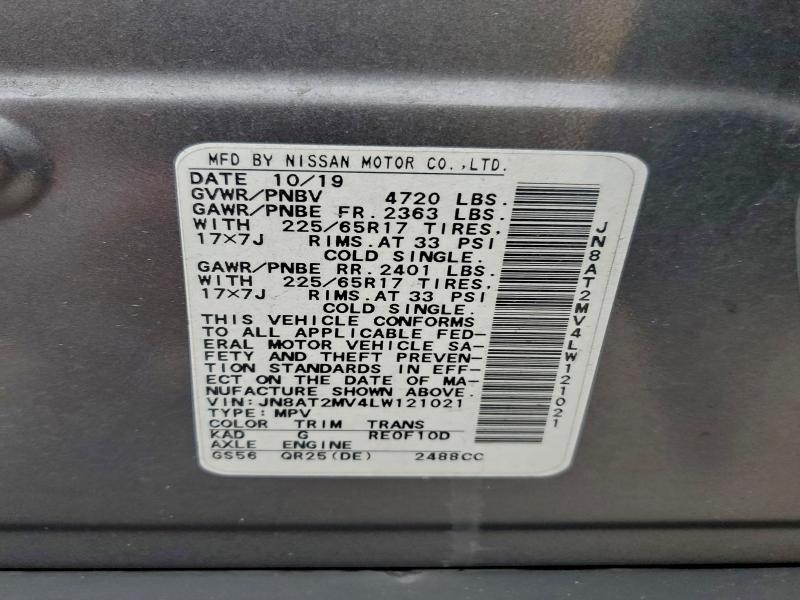 MFD BY NISSAN MOTOR CO.,LTD.
DATE 10/19
GVWR/PNBV 4720 LBS.
GAWR/PNBE FR. 2363 LBS.
WITH 225/65R17 TIRES,
17×7J RIMS.AT 33 PSI
COLD SINGLE.
GAWR/PNBE RR. 2401 LBS.
WITH 225/65R17 TIRES,
17×7J RIMS.AT 33 PSI
COLD SINGLE.
THIS VEHICLE CONFORMS
TO ALL APPLICABLE FED-
ERAL MOTOR VEHICLE SA-
FETY AND THEFT PREVEN-
TION STANDARDS IN EFF-
ECT ON THE DATE OF MA-
NUFACTURE SHOWN ABOVE.
VIN: JN8AT2MV4LW121021
TYPE: MPV
COLOR TRIM TRANS
KAD G RE0F10D
AXLE ENGINE
GS56 QR25(DE) 2488CC
JN8AT2MV4LW121021